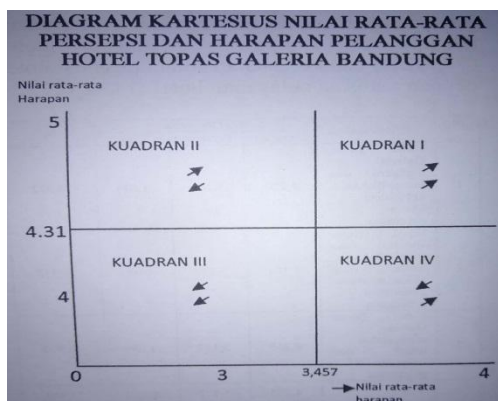 DIAGRAM KARTESIUS NILAI RATA-RATA
PERSEPSI DAN HARAPAN PELANGGAN
HOTEL TOPAS GALERIA BANDUNG
Nilai rata-rata
Harapan
5
KUADRAN II
KUADRAN I
4.31
KUADRAN III
KUADRAN IV
4
0
3
3,457
4
Nilai rata-rata
harapan